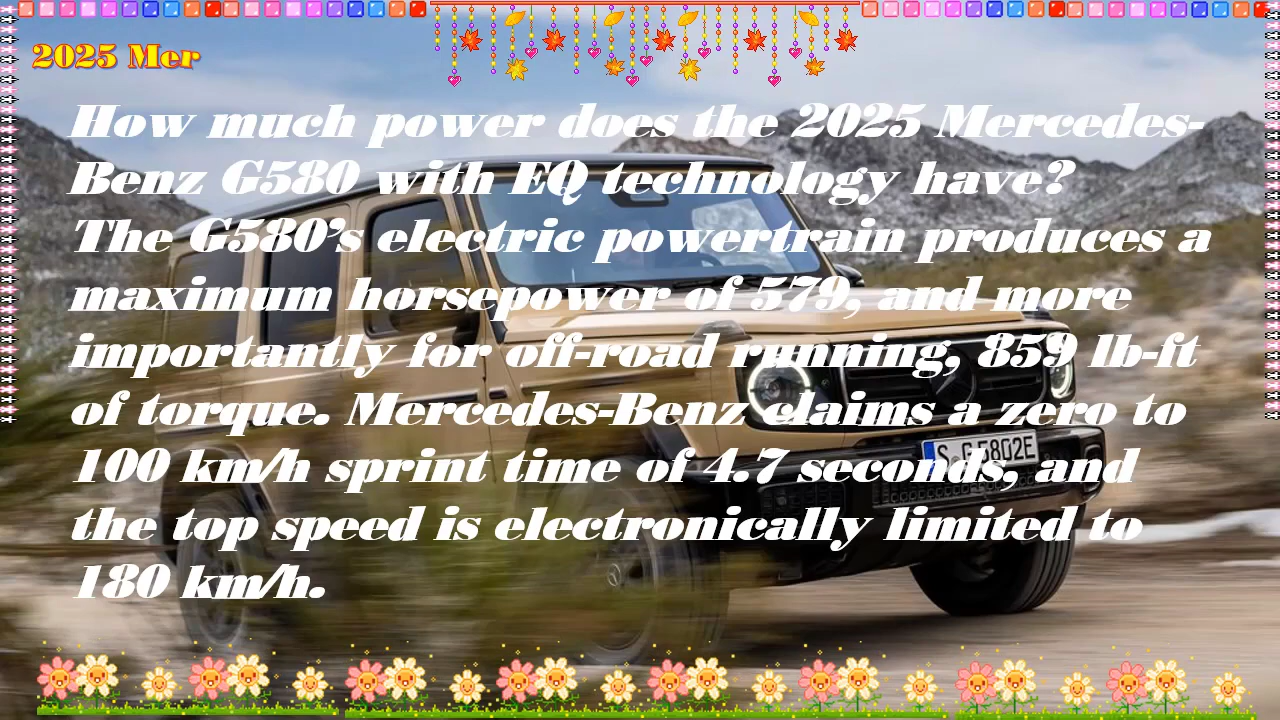 2025 Mer
How much power does the 2025 Mercedes-
Benz G580 with EQ technology have?
The G580's electric powertrain produces a
maximum horsepower of 579, and more
importantly for off-road running, 859 lb-ft
of torque. Mercedes-Benz claims a zero to
100 km/h sprint time of 4.7 seconds, and
the top speed is electronically limited to
180 km/h.